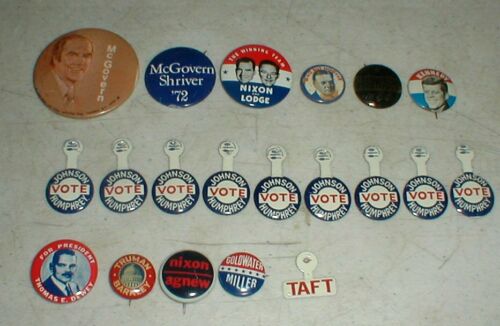 McGovern
McGovern
Shriver
'72
THE WINNING TEAM
NIXON
LODGE
KENNEDY
JOHNSON
VOTE
HUMPHREY
JOHNSON
VOTE
HUMPHREY
JOHNSON
VOTE
HUMPHREY
JOHNSON
VOTE
HUMPHREY
JOHNSON
VOTE
HUMPHREY
JOHNSON
VOTE
HUMPHREY
JOHNSON
VOTE
HUMPHREY
JOHNSON
VOTE
HUMPHREY
JOHNSON
VOTE
HUMPHREY
FOR PRESIDENT
THOMAS E. DEWEY
TRUMAN
BARKLEY
nixon
agnew
GOLDWATER
MILLER
TAFT